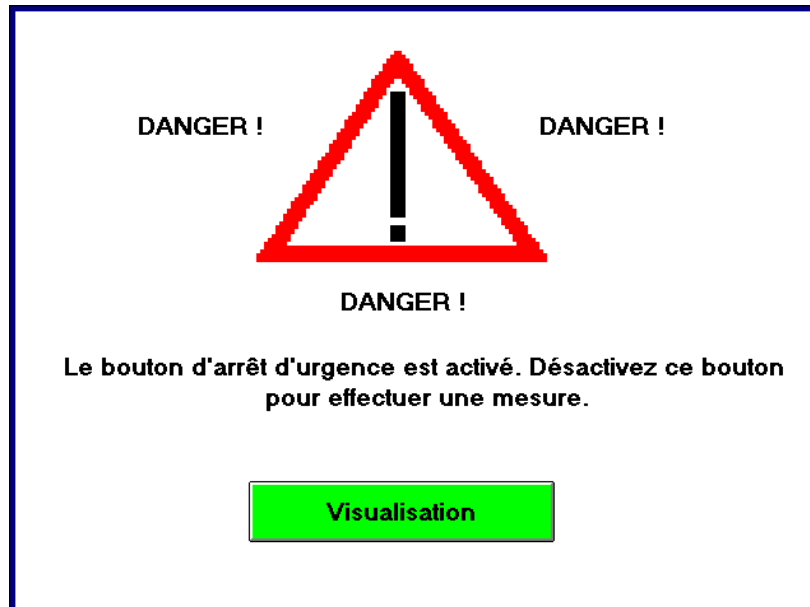 DANGER !
DANGER !
DANGER !
Le bouton d'arrêt d'urgence est activé. Désactivez ce bouton
pour effectuer une mesure.
Visualisation